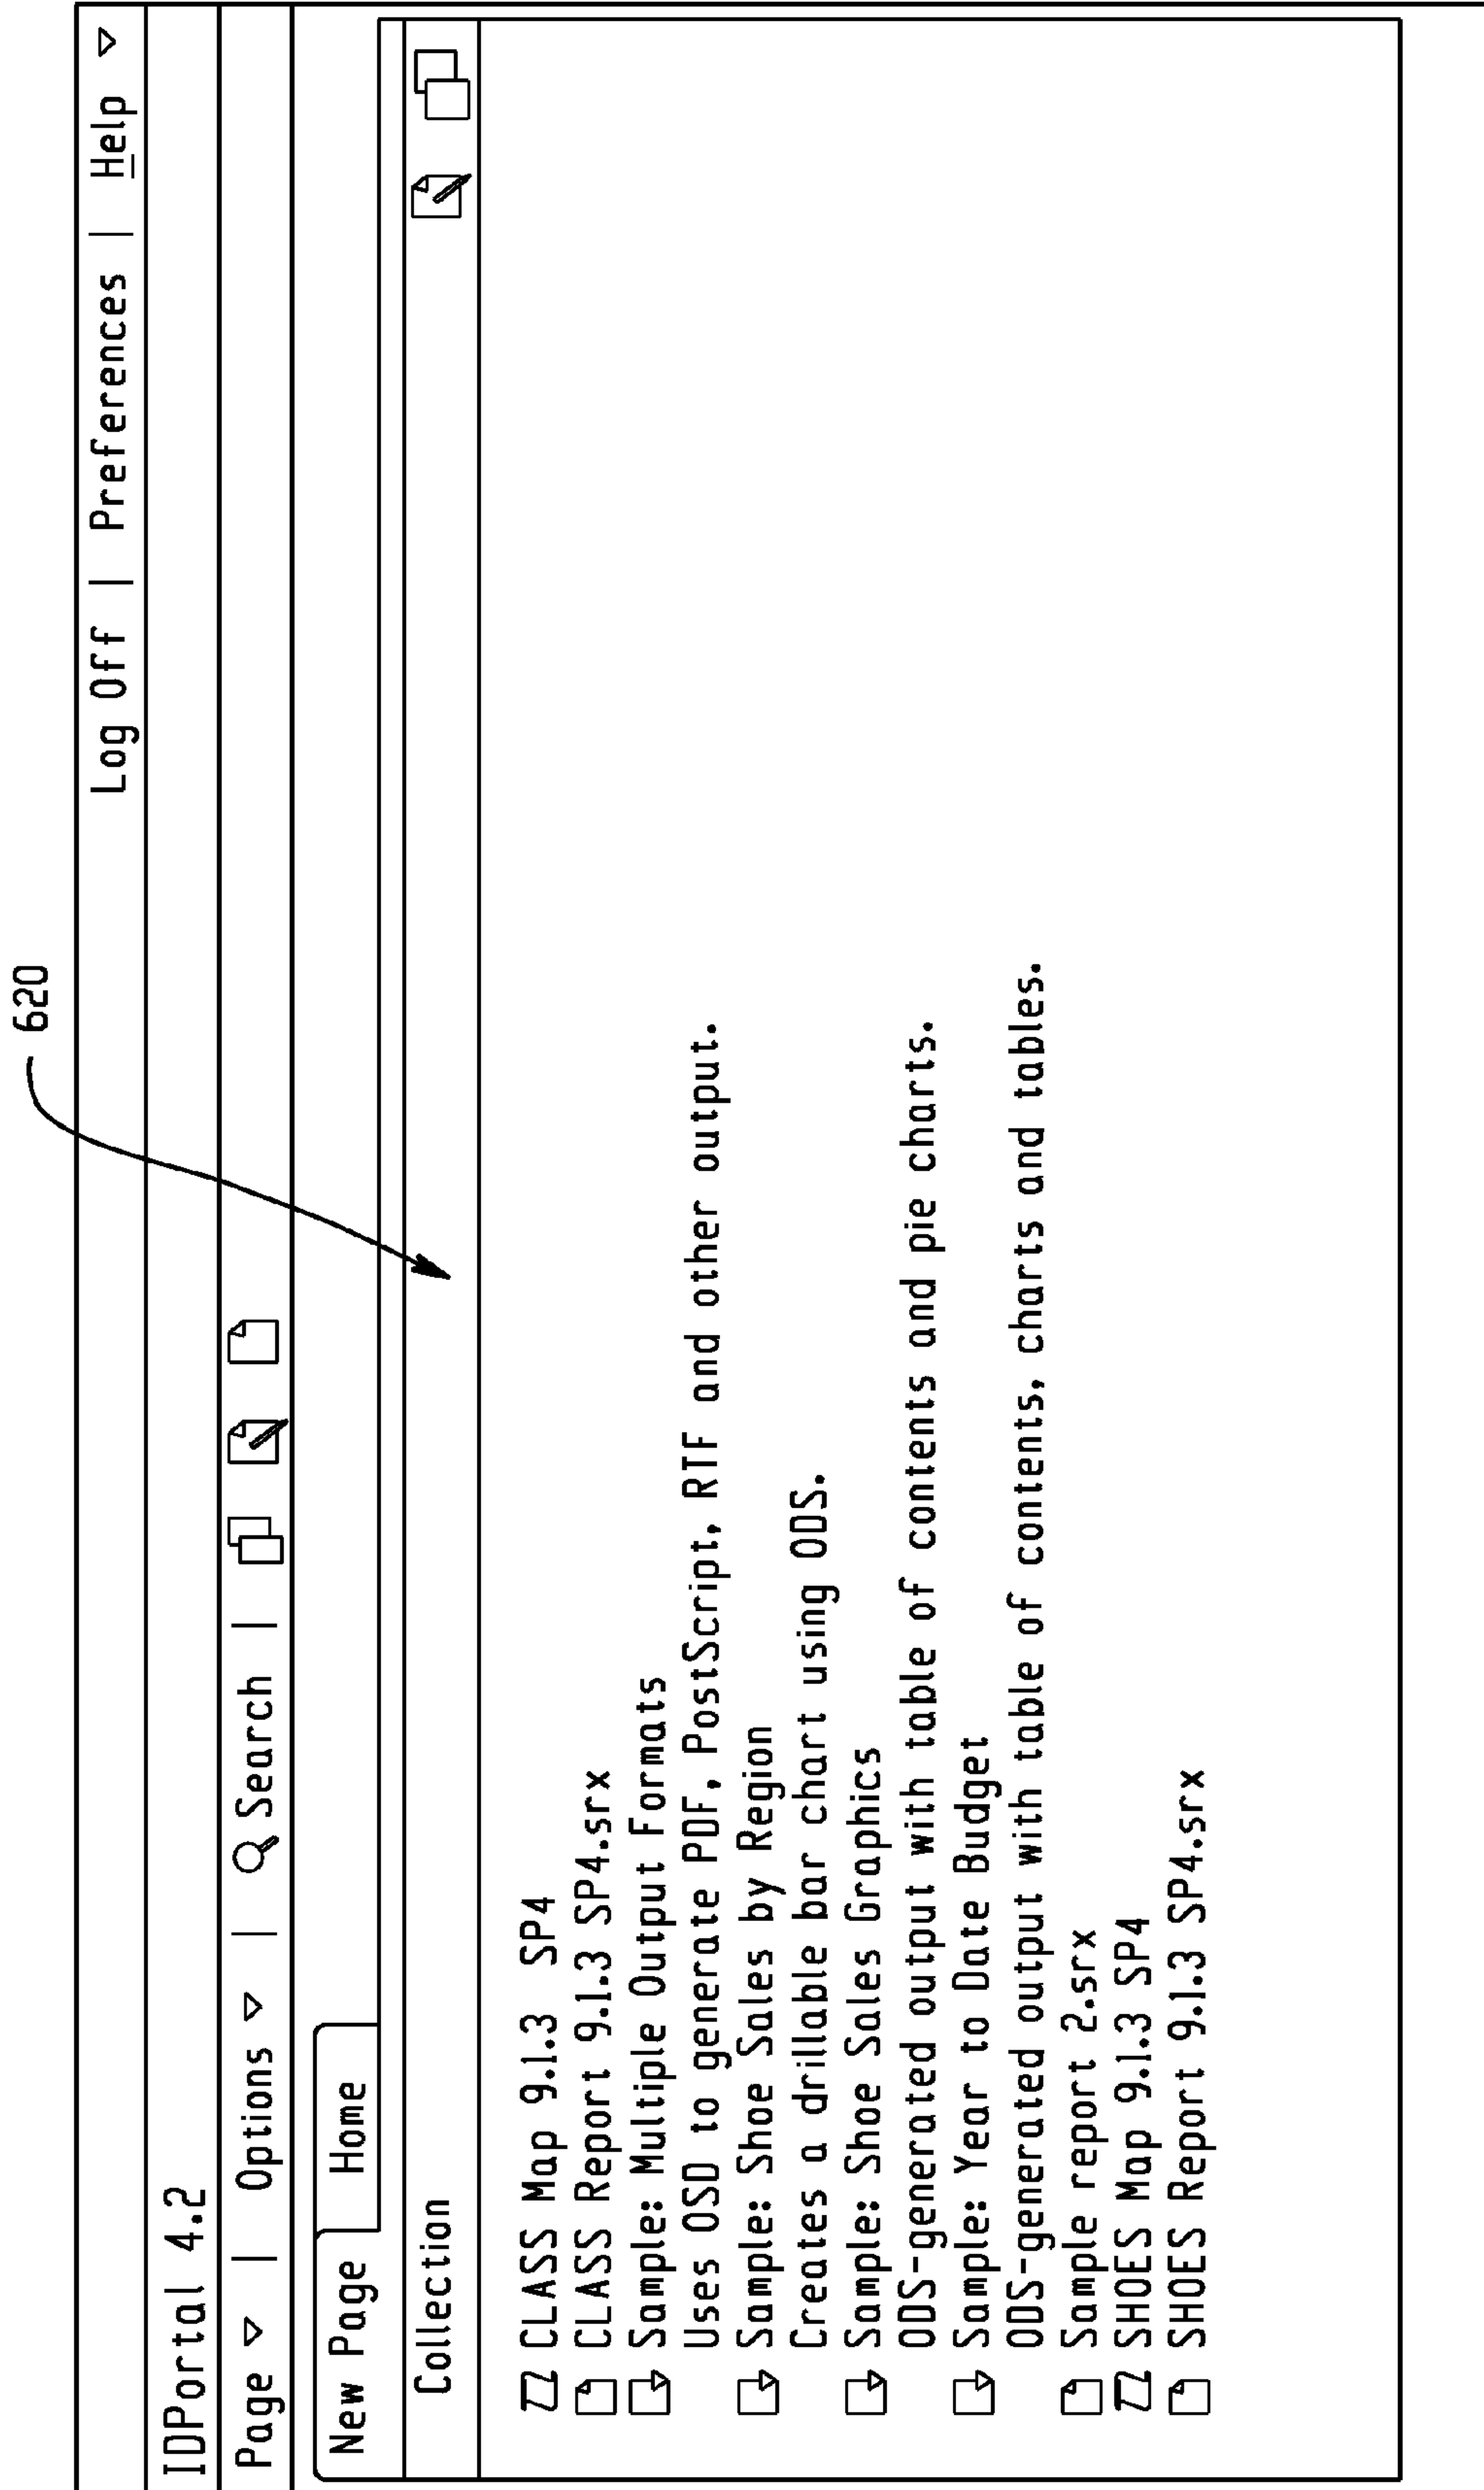 620
Log Off | Preferences | Help
IDPortal 4.2
Page | Options | Search |
New Page Home
Collection
CLASS Map 9.1.3 SP4
CLASS Report 9.1.3 SP4.srx
Sample: Multiple Output Formats
Uses OSD to generate PDF, PostScript, RTF and other output.
Sample: Shoe Sales by Region
Creates a drillable bar chart using ODS.
Sample: Shoe Sales Graphics
ODS-generated output with table of contents and pie charts.
Sample: Year to Date Budget
ODS-generated output with table of contents, charts and tables.
Sample report 2.srx
SHOES Map 9.1.3 SP4
SHOES Report 9.1.3 SP4.srx